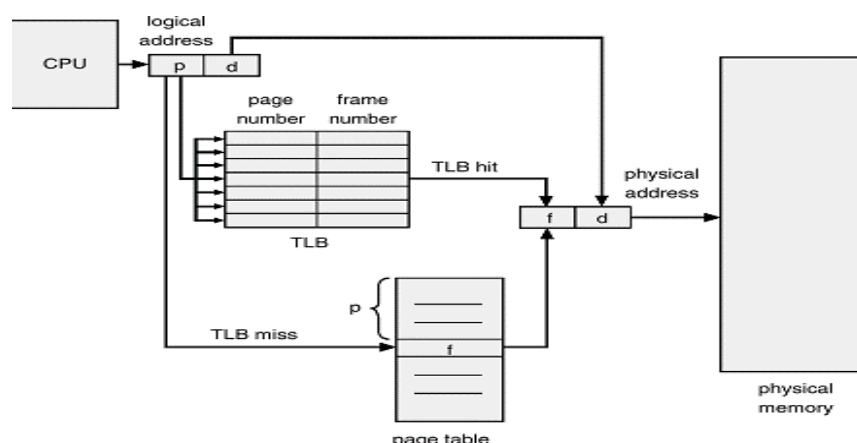 logical
address
CPU
p
d
page
number
frame
number
TLB hit
physical
address
f
d
TLB
p
TLB miss
f
physical
memory
page table